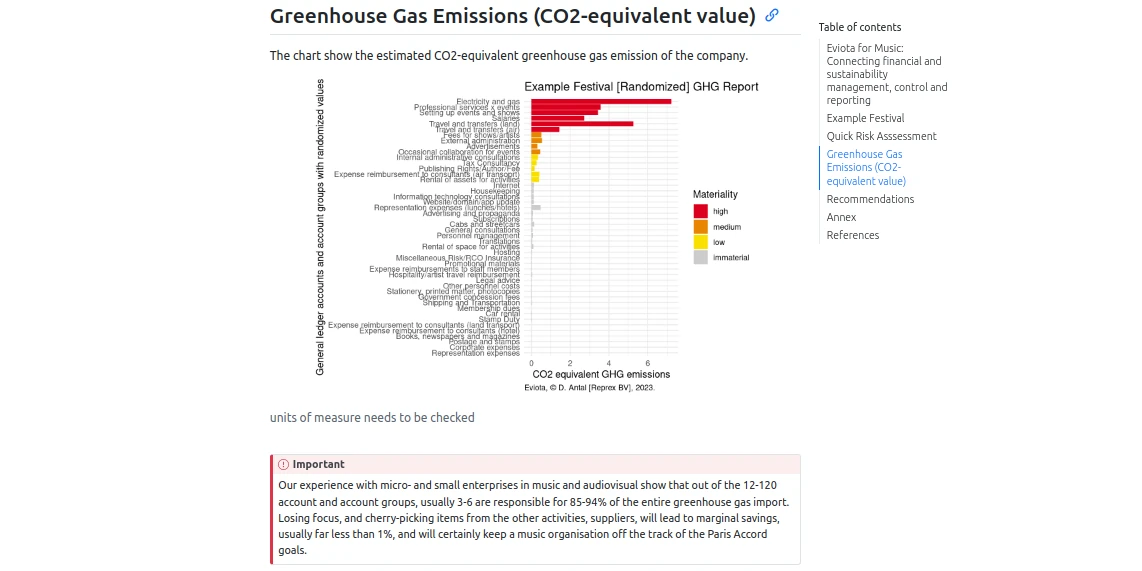 Greenhouse Gas Emissions (CO2-equivalent value)
The chart show the estimated CO2-equivalent greenhouse gas emission of the company.
Example Festival [Randomized] GHG Report
General ledger accounts and account groups with randomized values
Electricity and gas
Professional services x events
Setting up events and shows
Salaries
Travel and transfers (land)
Travel and transfers (air)
Fees for shows/artists
External administration
Advertisements
Occasional collaboration for events
Internal administrative consultations
Tax Consultancy
Publishing Rights/Author/Fee
Expense reimbursement to consultants (air transport)
Rental of assets for activities
Internet
Housekeeping
Information technology consultations
Website/domain/app update
Representation expenses (lunches/hotels)
Advertising and propaganda
Subscriptions
Cabs and streetcars
General consultations
Personnel management
Translations
Rental of space for activities
Hosting
Miscellaneous Risk/RCO Insurance
Promotional materials
Expense reimbursements to staff members
Hospitality/artist travel reimbursement
Legal advice
Other personnel costs
Stationery, printed matter, photocopies
Government concession fees
Shipping and Transportation
Membership dues
Car rental
Stamp Duty
Expense reimbursement to consultants (land transport)
Expense reimbursement to consultants (hotel)
Books, newspapers and magazines
Postage and stamps
Corporate expenses
Representation expenses
0 2 4 6
CO2 equivalent GHG emissions
Eviota, © D. Antal [Reprex BV], 2023.
Materiality
high
medium
low
immaterial
units of measure needs to be checked
Important
Our experience with micro- and small enterprises in music and audiovisual show that out of the 12-120
account and account groups, usually 3-6 are responsible for 85-94% of the entire greenhouse gas import.
Losing focus, and cherry-picking items from the other activities, suppliers, will lead to marginal savings,
usually far less than 1%, and will certainly keep a music organisation off the track of the Paris Accord
goals.
Table of contents
Eviota for Music:
Connecting financial and
sustainability
management, control and
reporting
Example Festival
Quick Risk Asssessment
Greenhouse Gas
Emissions (CO2-
equivalent value)
Recommendations
Annex
References